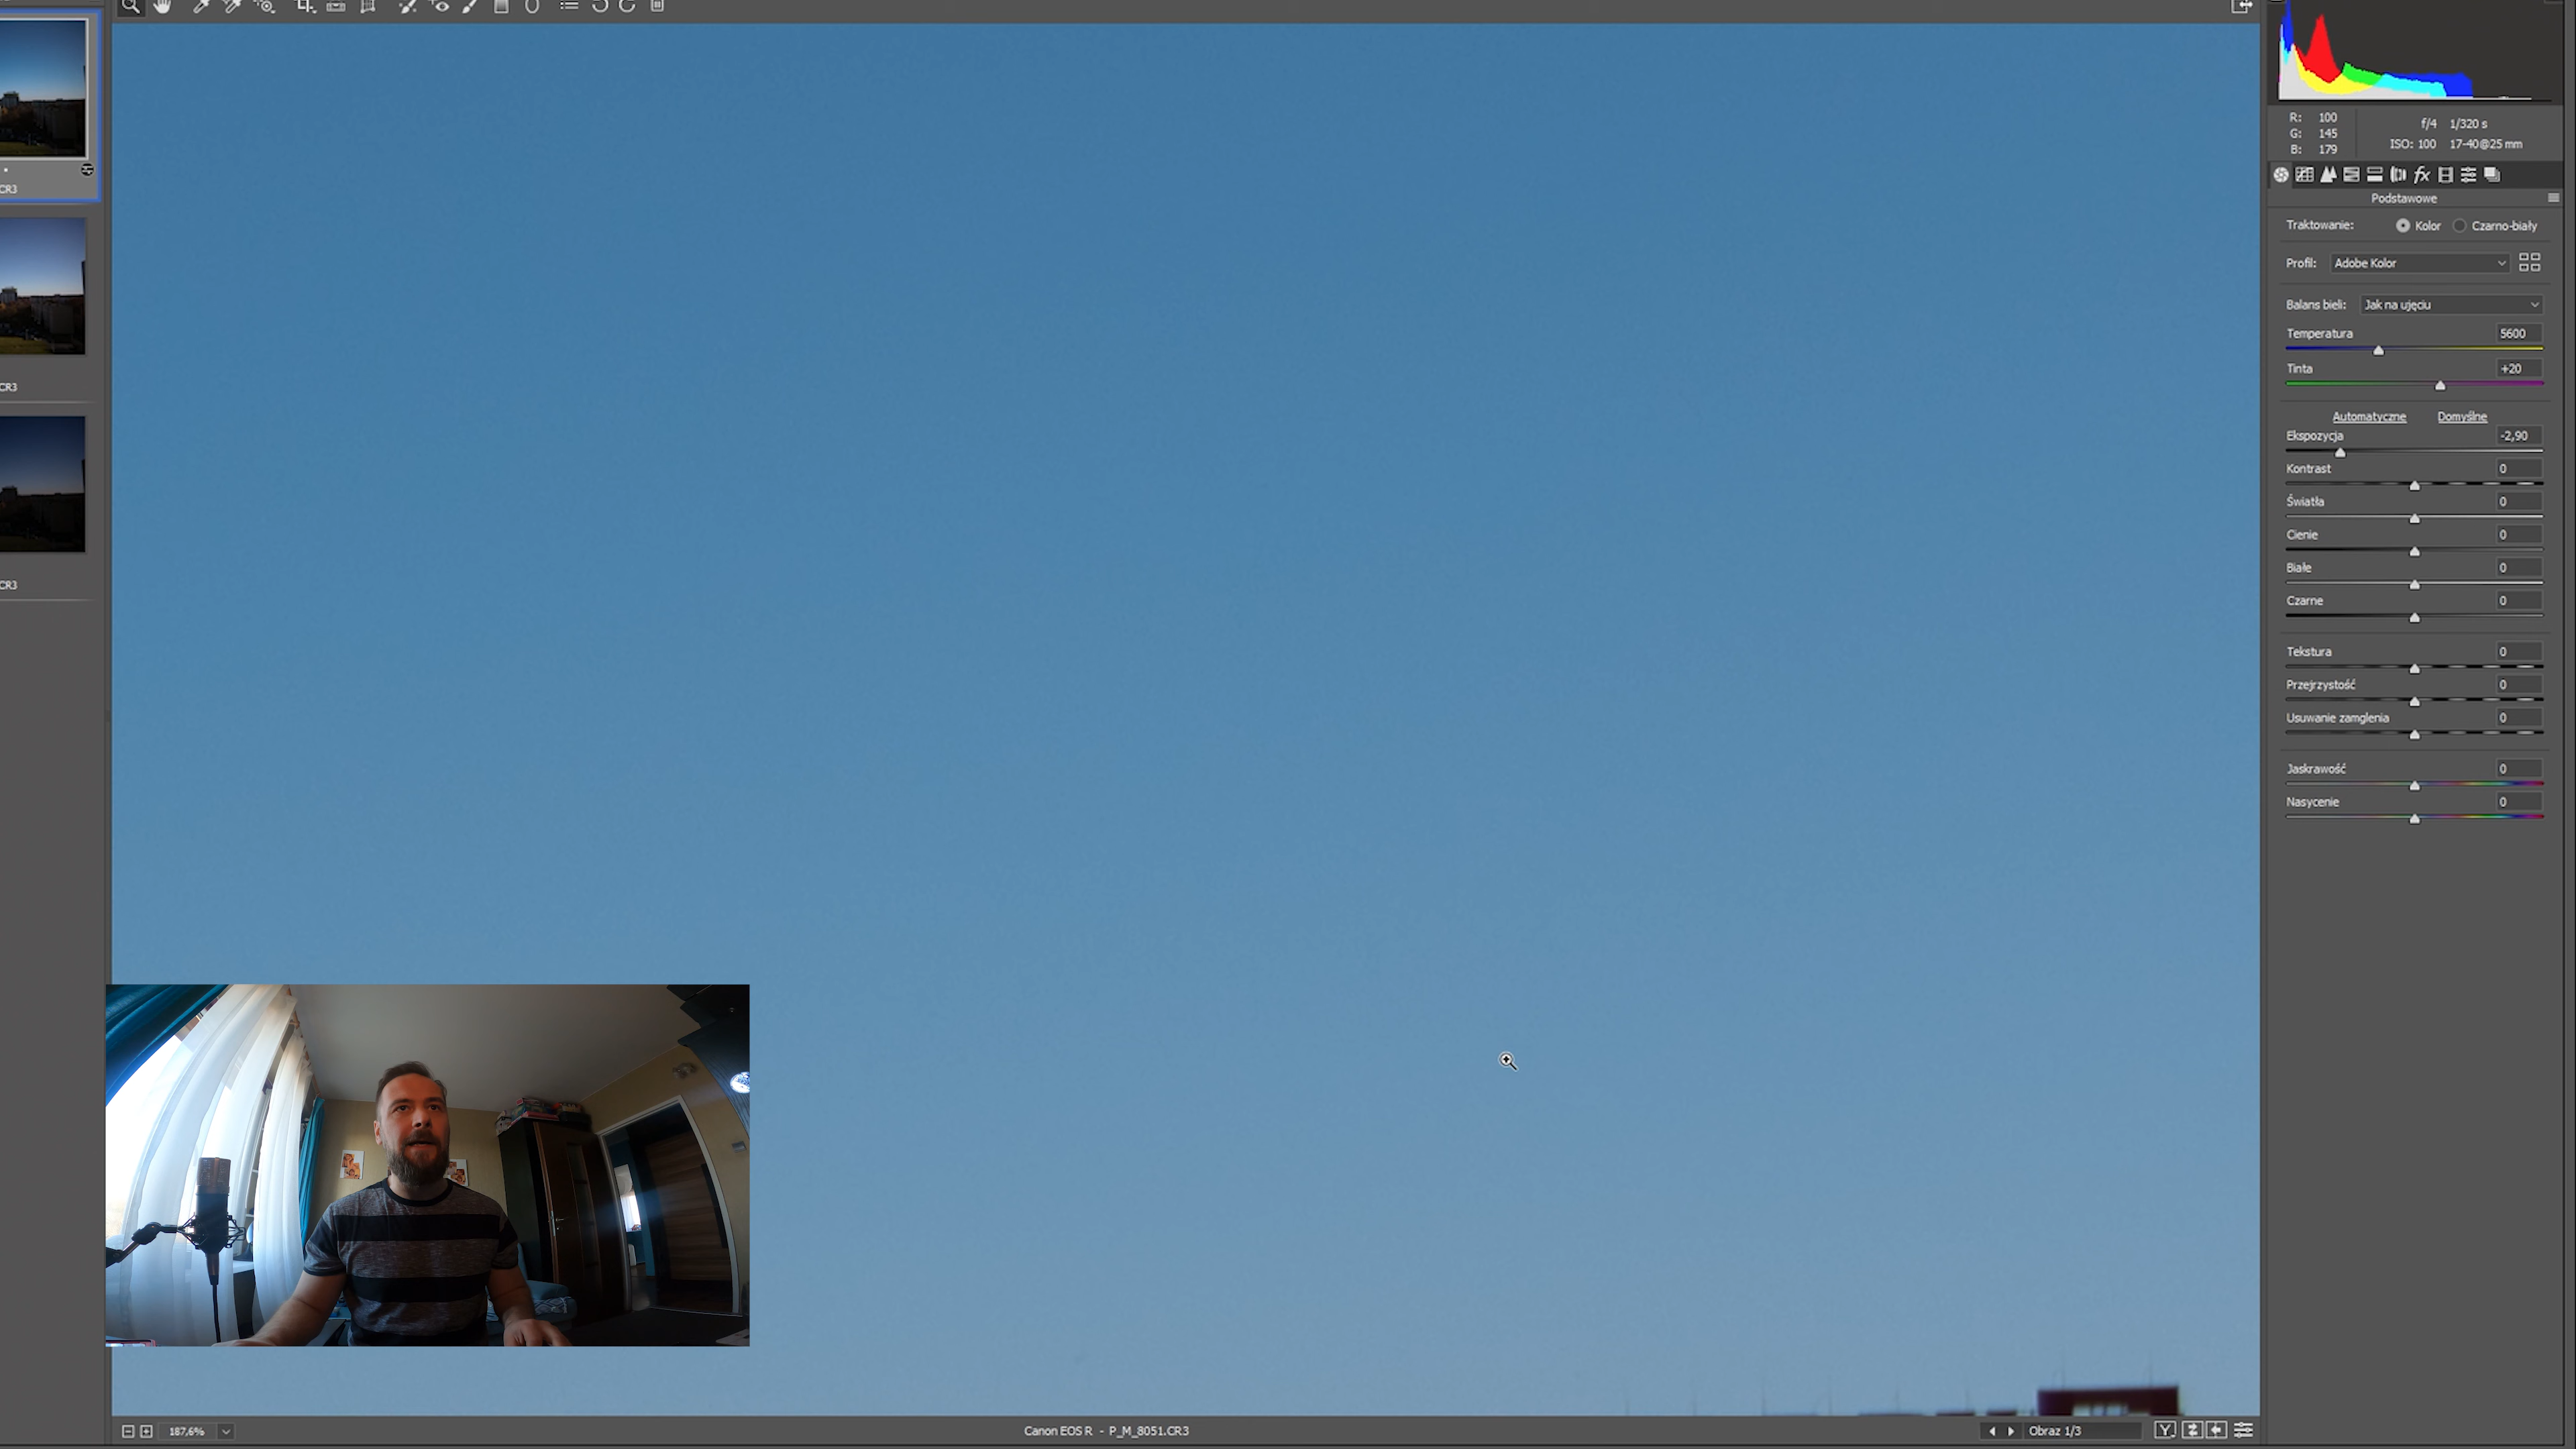 CR3
CR3
CR3
R: 100
G: 145
B: 179
f/4 1/320 s
ISO: 100 17-40@25 mm
fx
Podstawowe
Traktowanie: Kolor Czarno-biały
Profil: Adobe Kolor
Balans bieli: Jak na ujęciu
Temperatura 5600
Tinta +20
Automatyczne Domyślne
Ekspozycja -2,90
Kontrast 0
Światła 0
Cienie 0
Białe 0
Czarne 0
Tekstura 0
Przejrzystość 0
Usuwanie zamglenia 0
Jaskrawość 0
Nasycenie 0
187,6%
Canon EOS R - P_M_8051.CR3
Obraz 1/3
Y